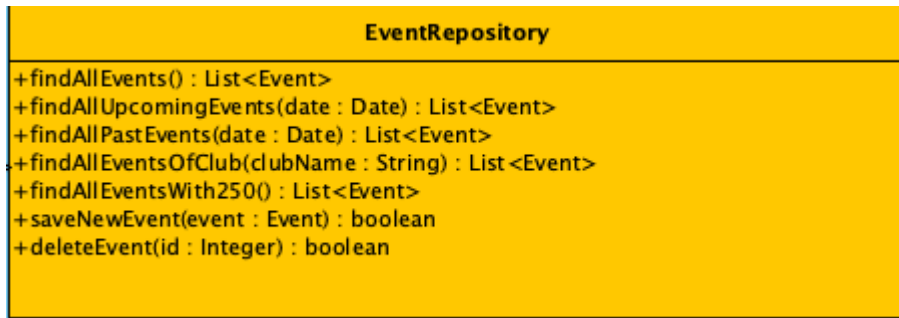 EventRepository
+findAllEvents() : List<Event>
+findAllUpcomingEvents(date : Date) : List<Event>
+findAllPastEvents(date : Date) : List<Event>
+findAllEventsOfClub(clubName : String) : List<Event>
+findAllEventsWith250() : List<Event>
+saveNewEvent(event : Event) : boolean
+deleteEvent(id : Integer) : boolean